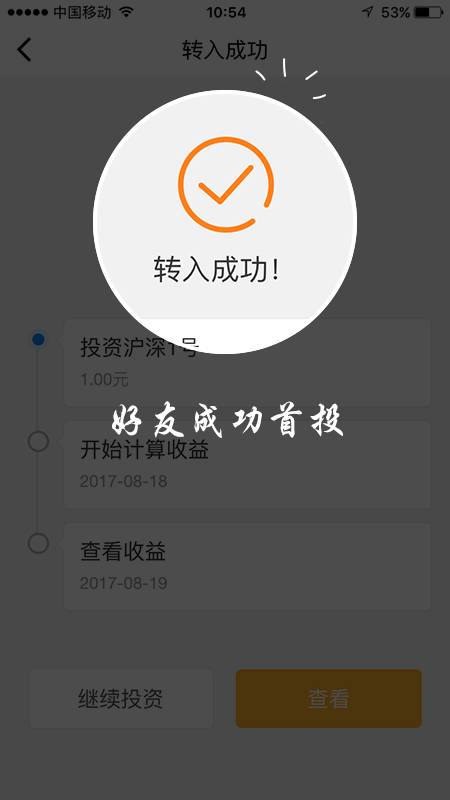 中国移动 10:54 53%
转入成功
转入成功!
投资沪深1号
1.00元
好友成功首投
开始计算收益
2017-08-18
查看收益
2017-08-19
继续投资 查看